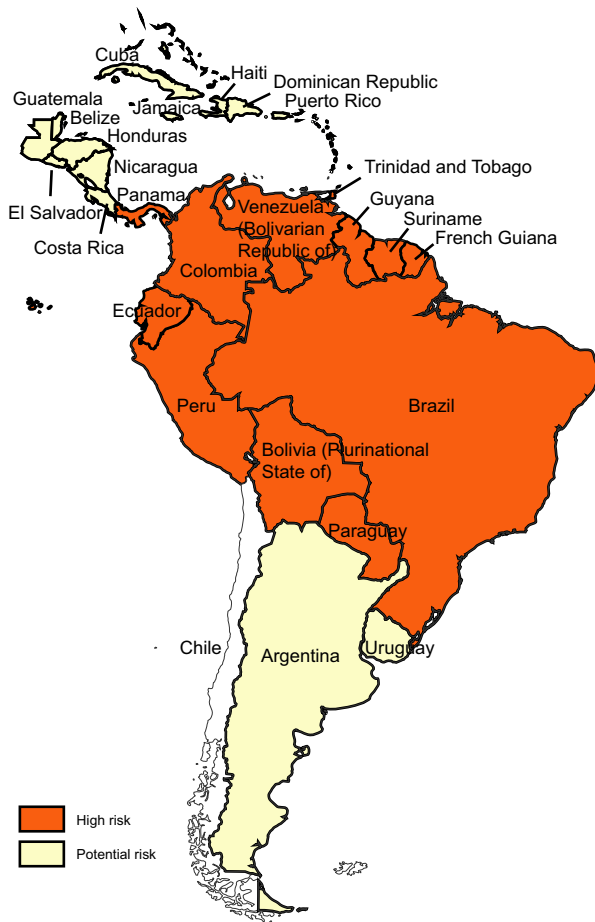 Cuba
Haiti
Dominican Republic
Puerto Rico
Guatemala
Jamaica
Belize
Honduras
Nicaragua
Trinidad and Tobago
Panama
Venezuela
(Bolivarian
Republic of)
Guyana
El Salvador
Suriname
Costa Rica
French Guiana
Colombia
Ecuador
Peru
Brazil
Bolivia (Plurinational
State of)
Paraguay
Chile
Argentina
Uruguay
High risk
Potential risk